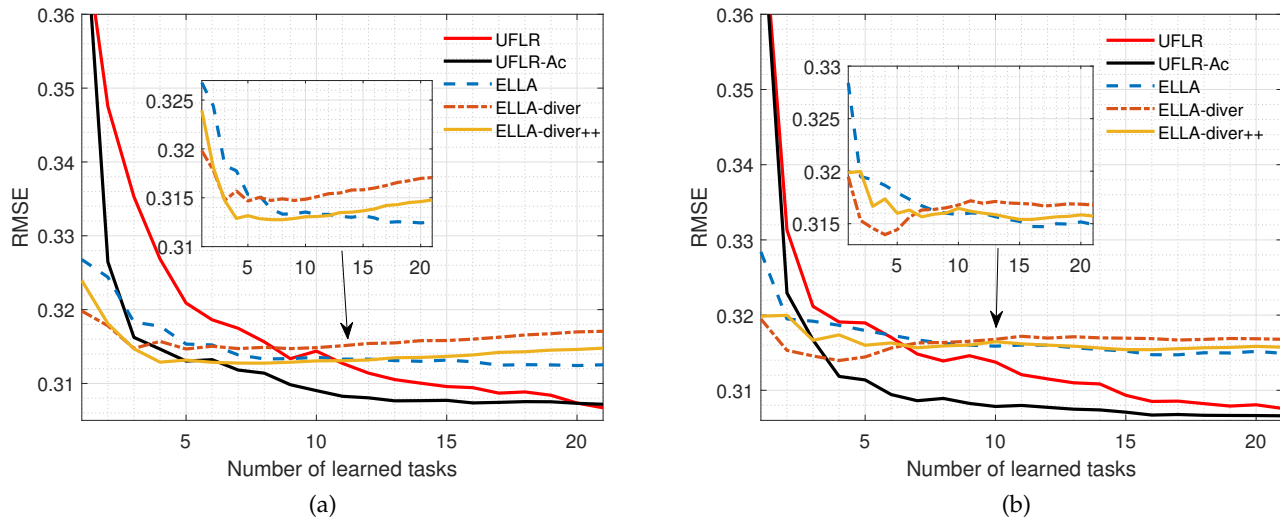 0.36
0.35
0.34
0.33
0.32
0.31
RMSE
5
10
15
20
Number of learned tasks
UFLR
UFLR-Ac
ELLA
ELLA-diver
ELLA-diver++
0.325
0.32
0.315
0.31
5
10
15
20
(a)
0.36
0.35
0.34
0.33
0.32
0.31
RMSE
5
10
15
20
Number of learned tasks
UFLR
UFLR-Ac
ELLA
ELLA-diver
ELLA-diver++
0.33
0.325
0.32
0.315
5
10
15
20
(b)